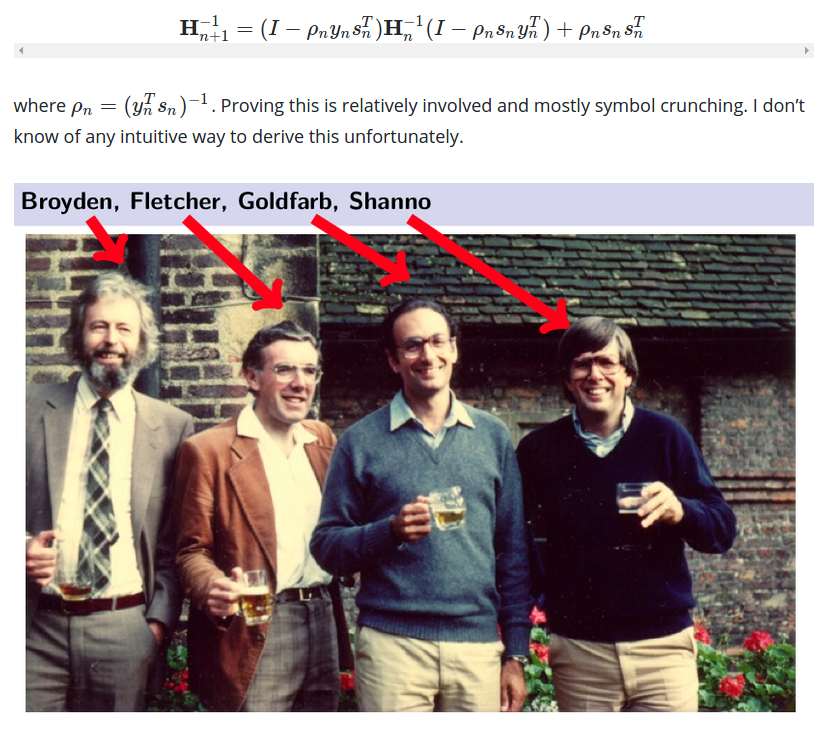 $$\mathbf{H}_{n+1}^{-1} = (I - \rho_n y_n s_n^T)\mathbf{H}_n^{-1}(I - \rho_n s_n y_n^T) + \rho_n s_n s_n^T$$
where $\rho_n = (y_n^T s_n)^{-1}$. Proving this is relatively involved and mostly symbol crunching. I don’t
know of any intuitive way to derive this unfortunately.
Broyden, Fletcher, Goldfarb, Shanno